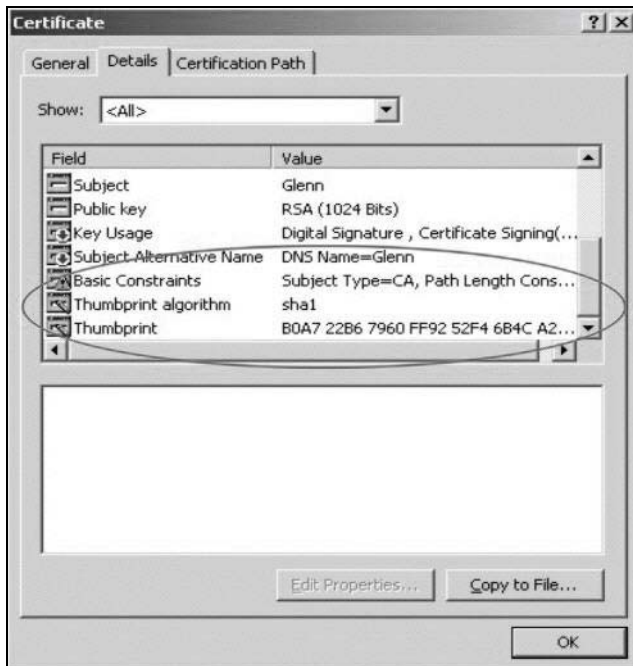 Certificate
General Details Certification Path
Show: <All>
Field Value
Subject Glenn
Public key RSA (1024 Bits)
Key Usage Digital Signature , Certificate Signing(...
Subject Alternative Name DNS Name=Glenn
Basic Constraints Subject Type=CA, Path Length Cons...
Thumbprint algorithm sha1
Thumbprint B0A7 22B6 7960 FF92 52F4 6B4C A2...
Edit Properties... Copy to File...
OK